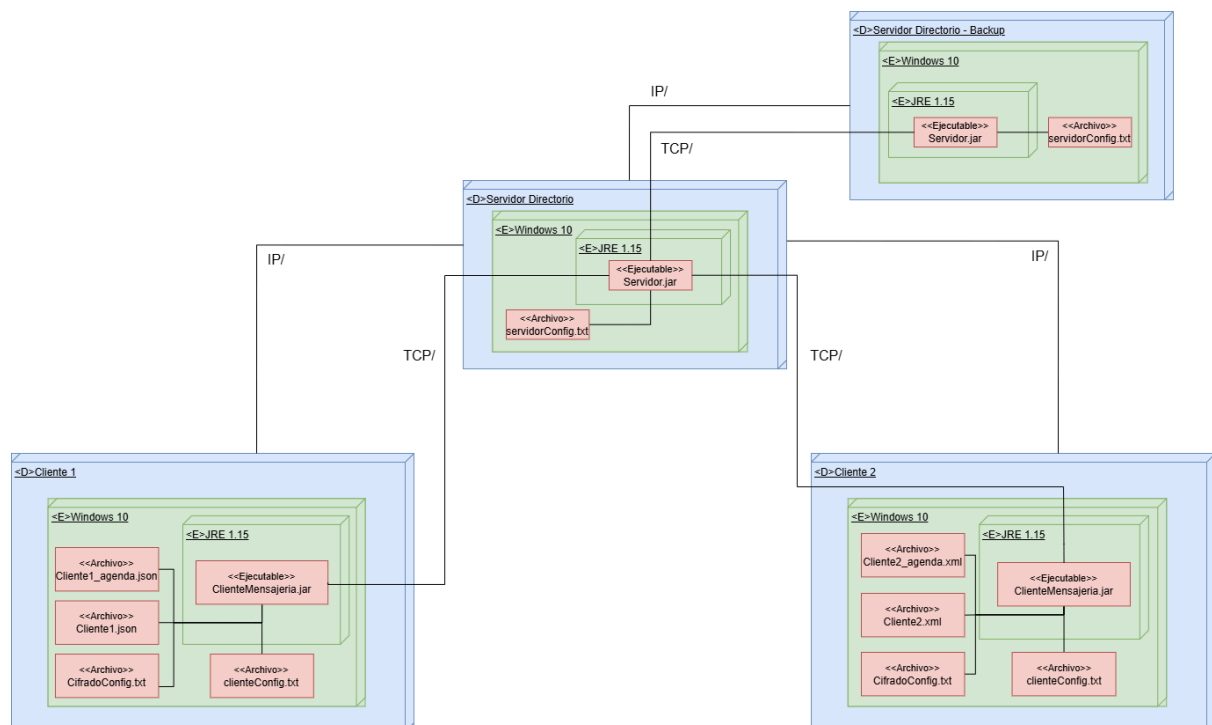 <D>Servidor Directorio - Backup
<E>Windows 10
<E>JRE 1.15
<<Ejecutable>>
Servidor.jar
<<Archivo>>
servidorConfig.txt
IP/
TCP/
<D>Servidor Directorio
<E>Windows 10
<E>JRE 1.15
<<Ejecutable>>
Servidor.jar
<<Archivo>>
servidorConfig.txt
IP/
IP/
TCP/
TCP/
<D>Cliente 1
<E>Windows 10
<E>JRE 1.15
<<Archivo>>
Cliente1_agenda.json
<<Ejecutable>>
ClienteMensajeria.jar
<<Archivo>>
Cliente1.json
<<Archivo>>
CifradoConfig.txt
<<Archivo>>
clienteConfig.txt
<D>Cliente 2
<E>Windows 10
<E>JRE 1.15
<<Archivo>>
Cliente2_agenda.xml
<<Ejecutable>>
ClienteMensajeria.jar
<<Archivo>>
Cliente2.xml
<<Archivo>>
CifradoConfig.txt
<<Archivo>>
clienteConfig.txt